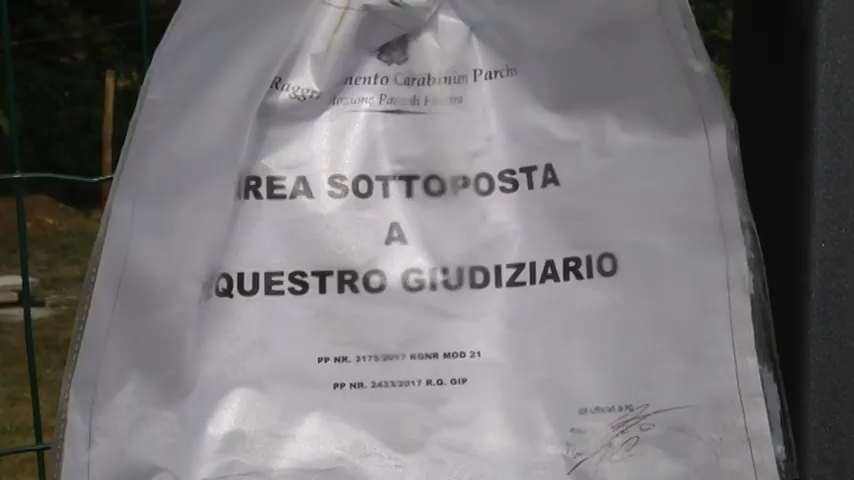 Carabinieri Parchi
AREA SOTTOPOSTA
A
SEQUESTRO GIUDIZIARIO
PP NR. 3175/2017 RGNR MOD 21
PP NR. 2433/2017 R.G. GIP